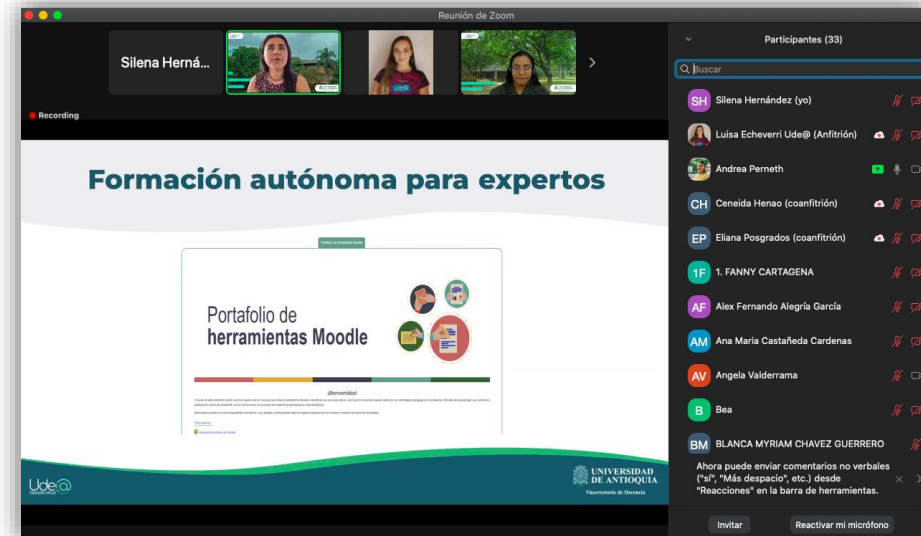 Reunión de Zoom
Silena Herná...
Recording
Formación autónoma para expertos
Portafolio de
herramientas Moodle
¡Bienvenidos!
Ude@
UNIVERSIDAD
DE ANTIOQUIA
Vicerrectoría de Docencia
Participantes (33)
Buscar
SH Silena Hernández (yo)
Luisa Echeverri Ude@ (Anfitrión)
Andrea Perneth
CH Ceneida Henao (coanfitrión)
EP Eliana Posgrados (coanfitrión)
1F 1. FANNY CARTAGENA
AF Alex Fernando Alegría García
AM Ana Maria Castañeda Cardenas
AV Angela Valderrama
B Bea
BM BLANCA MYRIAM CHAVEZ GUERRERO
Ahora puede enviar comentarios no verbales
("sí", "Más despacio", etc.) desde
"Reacciones" en la barra de herramientas.
Invitar
Reactivar mi micrófono